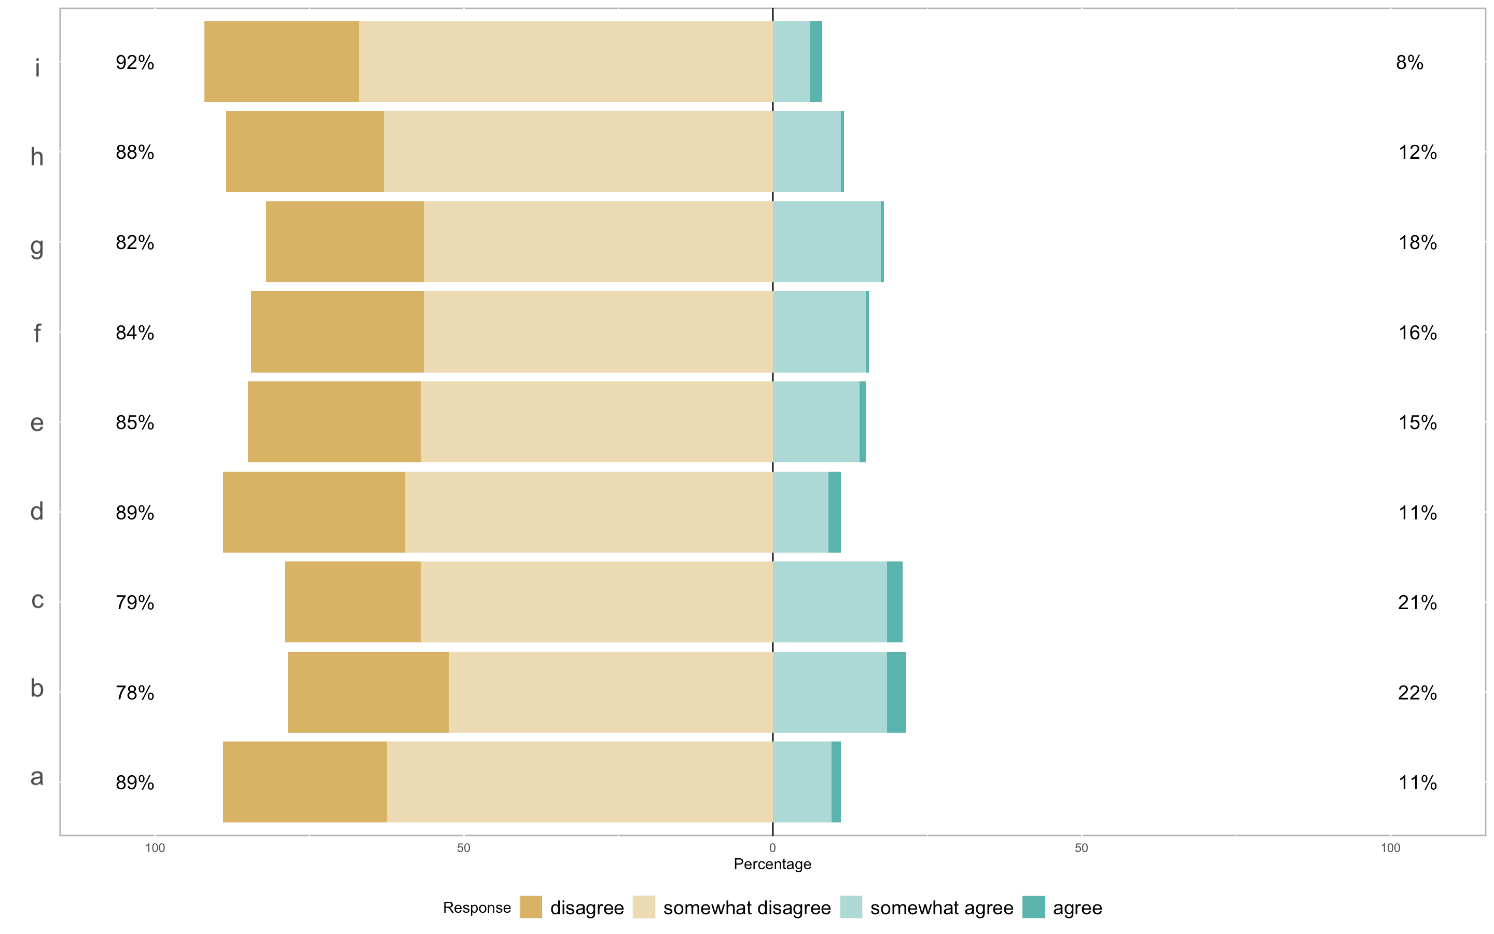 i 92% 8%
h 88% 12%
g 82% 18%
f 84% 16%
e 85% 15%
d 89% 11%
c 79% 21%
b 78% 22%
a 89% 11%
100 50 0 50 100
Percentage
Response disagree somewhat disagree somewhat agree agree